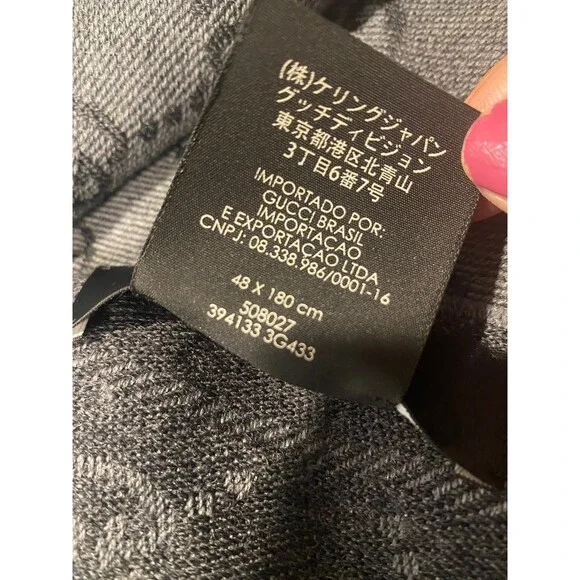 (株)ケリングジャパン
グッチディビジョン
東京都港区北青山
3丁目6番7号
IMPORTADO POR:
GUCCI BRASIL
IMPORTAÇAO
E EXPORTAÇAO LTDA
CNPJ: 08.338.986/0001-16
48 X 180 cm
508027
394133 3G433